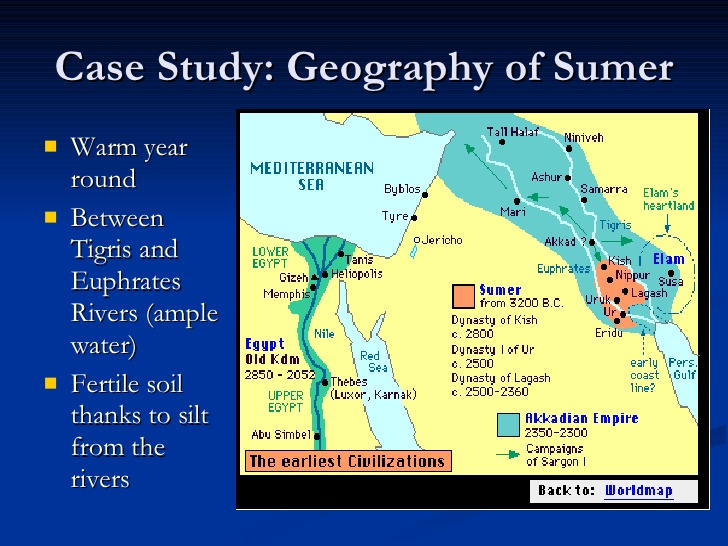 Case Study: Geography of Sumer
Warm year
round
Between
Tigris and
Euphrates
Rivers (ample
water)
Fertile soil
thanks to silt
from the
rivers
MEDITERRANEAN
SEA
Tall Halaf
Niniveh
Ashur
Samarra
Elam's
heartland
Byblos
Mari
Tyre
Tigris
Jericho
Akkad ?
LOWER
EGYPT
Tanis
Heliopolis
Gizeh
Memphis
Euphrates
Kish
Elam
Nippur
Susa
Lagash
Uruk
Ur
Eridu
Sumer
from 3200 B.C.
Dynasty of Kish
c. 2800
Dynasty I of Ur
c. 2500
Dynasty of Lagash
c. 2500-2360
Nile
Egypt
Old Kdm
2850 - 2052
Red
Sea
early
coast
line?
Pers.
Gulf
Thebes
(Luxor, Karnak)
UPPER
EGYPT
Abu Simbel
Akkadian Empire
2350-2300
Campaigns
of Sargon I
The earliest Civilizations
Back to: Worldmap